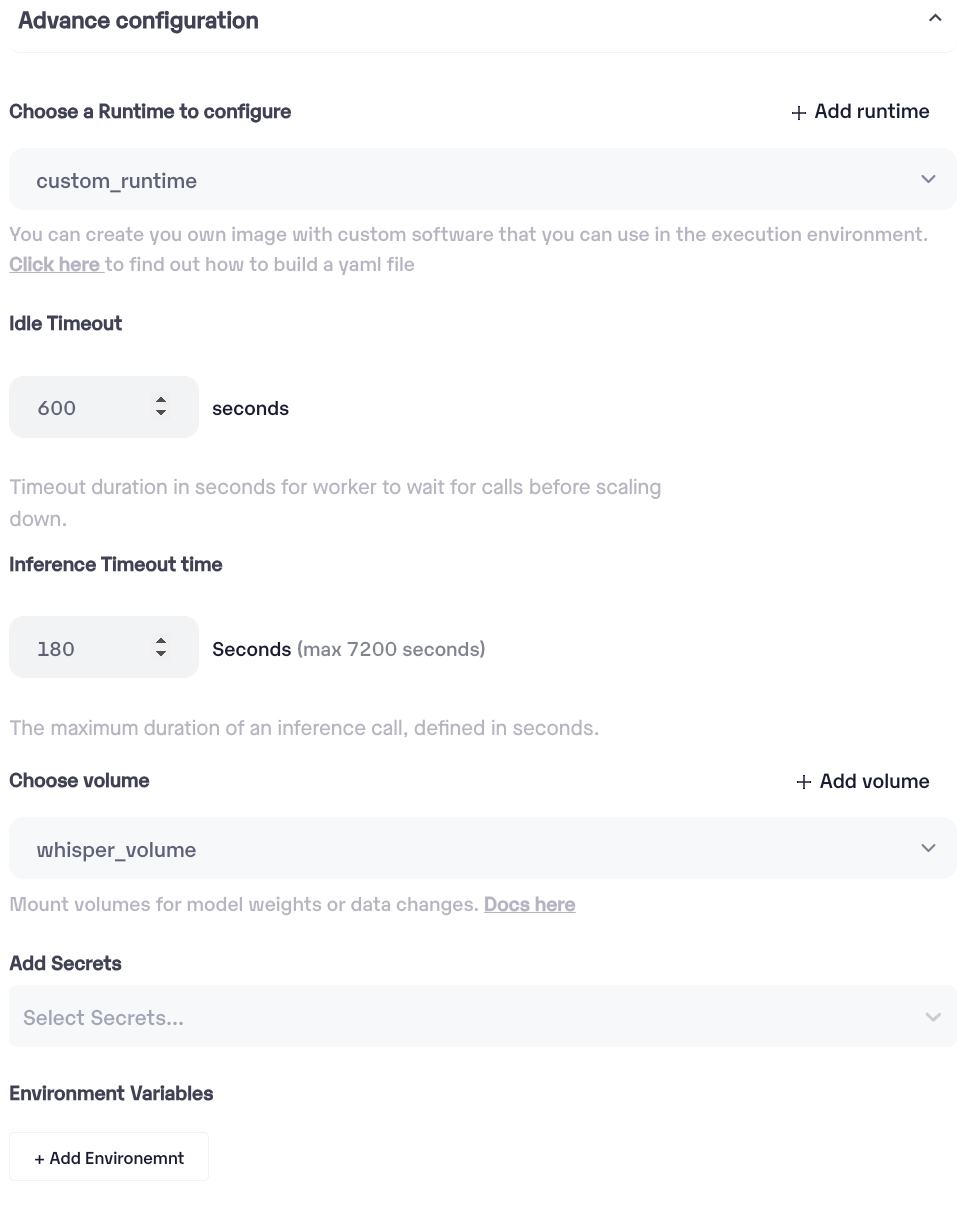 Advance configuration
Choose a Runtime to configure
+ Add runtime
custom_runtime
You can create you own image with custom software that you can use in the execution environment.
Click here to find out how to build a yaml file
Idle Timeout
600 seconds
Timeout duration in seconds for worker to wait for calls before scaling
down.
Inference Timeout time
180 Seconds (max 7200 seconds)
The maximum duration of an inference call, defined in seconds.
Choose volume
+ Add volume
whisper_volume
Mount volumes for model weights or data changes. Docs here
Add Secrets
Select Secrets...
Environment Variables
+ Add Environemnt